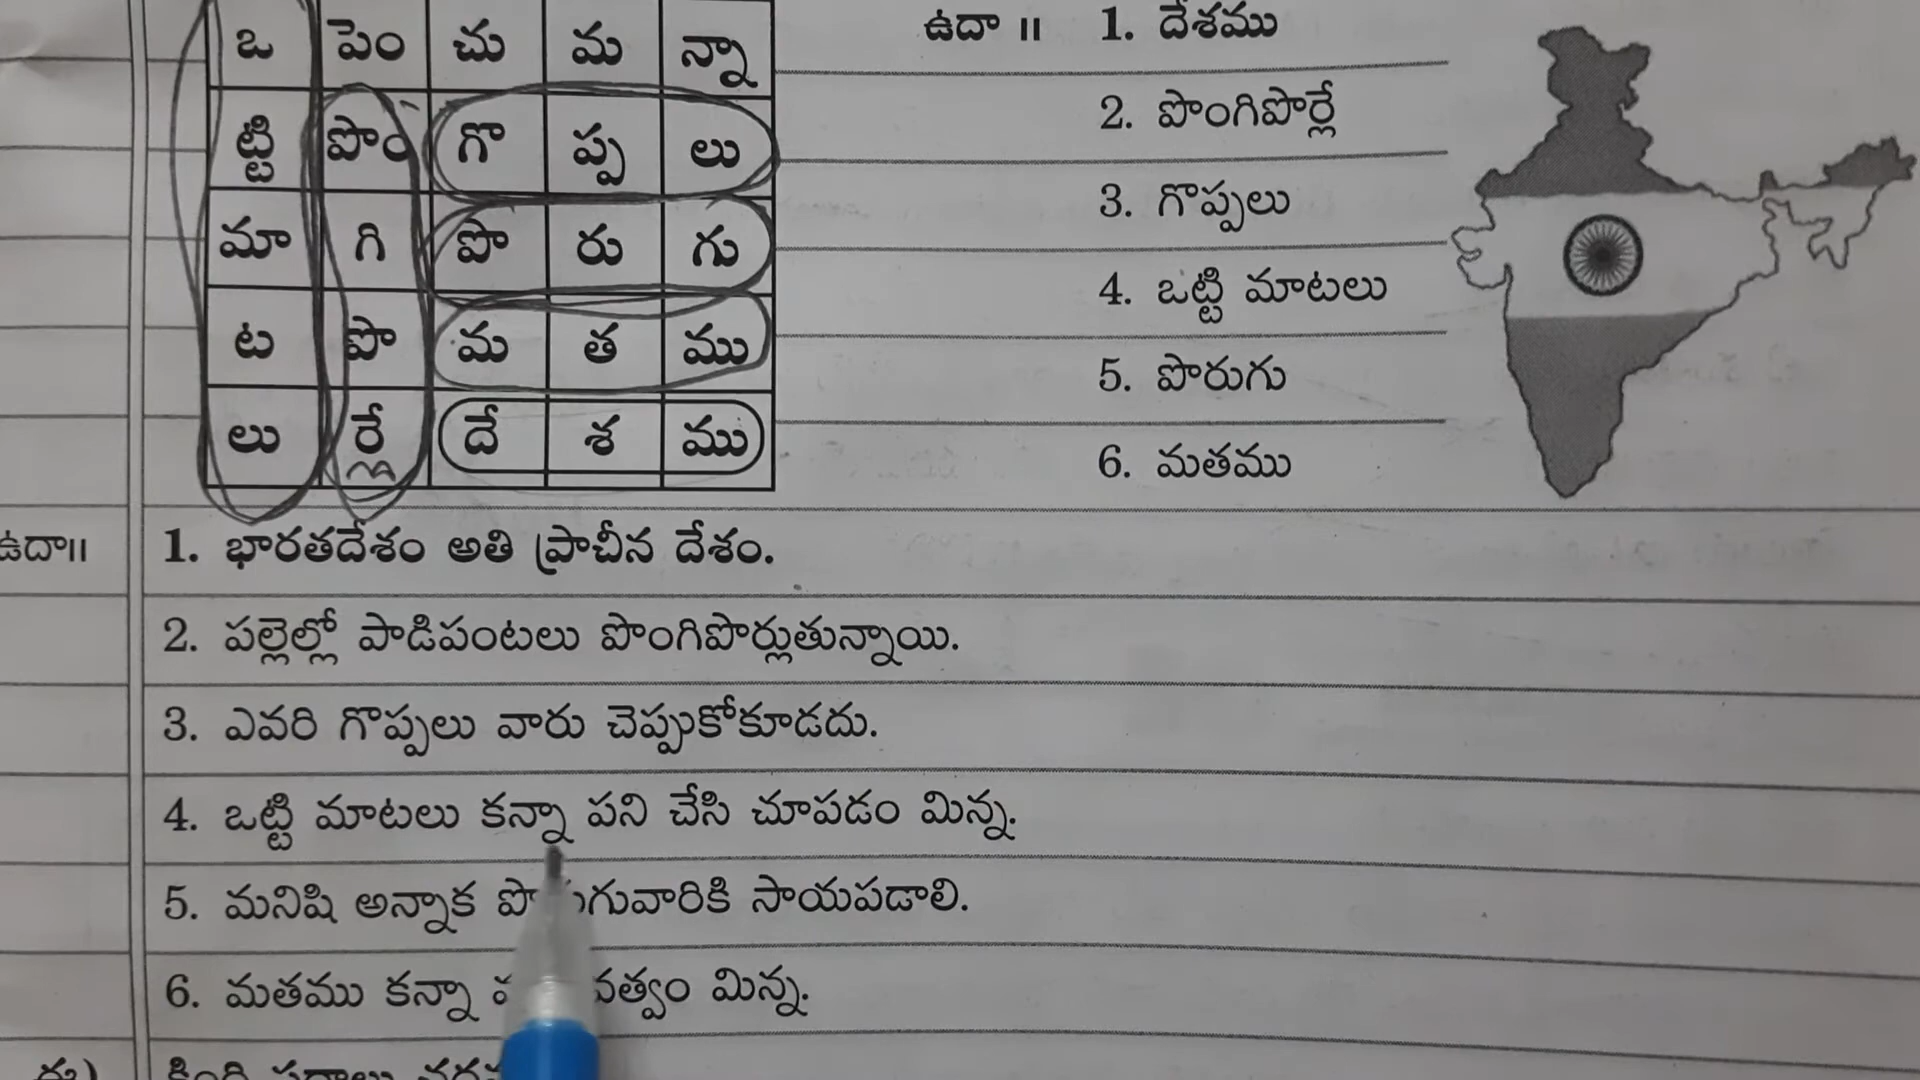 ఒ పెం చు మ న్నా
ట్టి పొం గొ ప్ప లు
మా గి పొ రు గు
ట పొ మ త ము
లు ర్లే దే శ ము
ఉదా ॥ 1. దేశము
2. పొంగిపొర్లే
3. గొప్పలు
4. ఒట్టి మాటలు
5. పొరుగు
6. మతము
ఉదా॥ 1. భారతదేశం అతి ప్రాచీన దేశం.
2. పల్లెల్లో పాడిపంటలు పొంగిపొర్లుతున్నాయి.
3. ఎవరి గొప్పలు వారు చెప్పుకోకూడదు.
4. ఒట్టి మాటలు కన్నా పని చేసి చూపడం మిన్న.
5. మనిషి అన్నాక సాయపడాలి.
6. మతము కన్నా మిన్న.